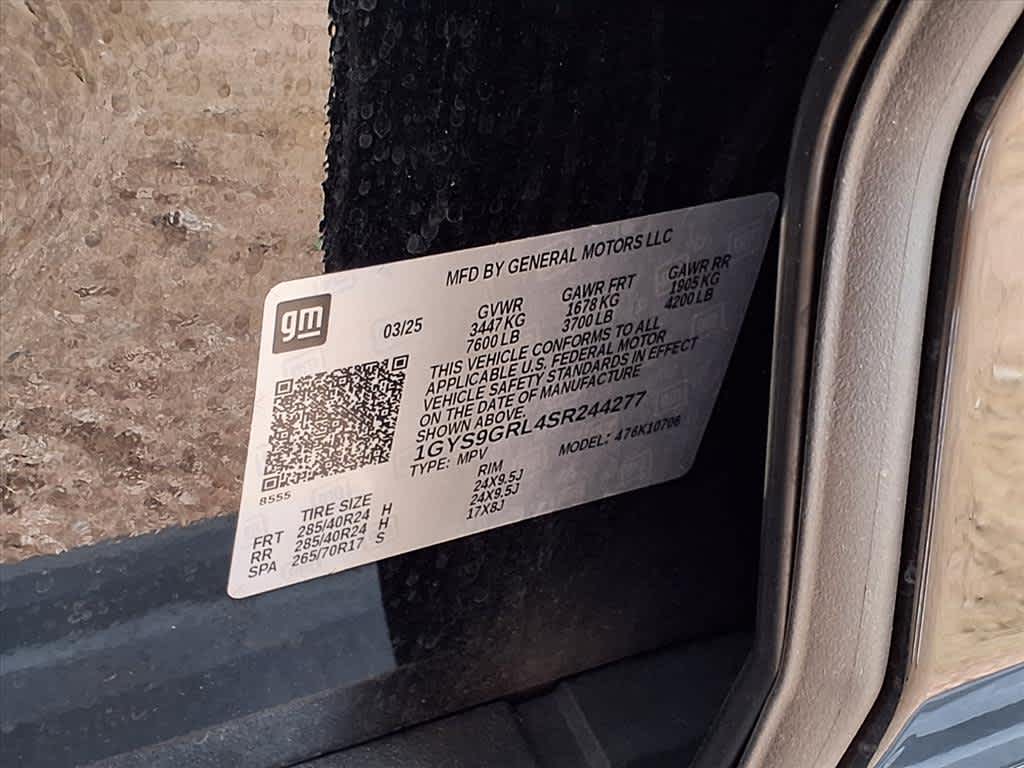 MFD BY GENERAL MOTORS LLC
gm
03/25
GVWR
3447 KG
7600 LB
GAWR FRT
1678 KG
3700 LB
GAWR RR
1905 KG
4200 LB
THIS VEHICLE CONFORMS TO ALL
APPLICABLE U.S. FEDERAL MOTOR
VEHICLE SAFETY STANDARDS IN EFFECT
ON THE DATE OF MANUFACTURE
SHOWN ABOVE.
1GYS9GRL4SR244277
TYPE: MPV MODEL: 476K10706
8555
TIRE SIZE RIM
FRT 285/40R24 H 24X9.5J
RR 285/40R24 H 24X9.5J
SPA 265/70R17 S 17X8J